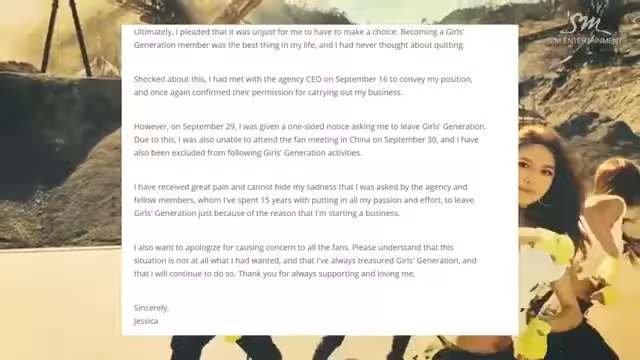 Ultimately, I pleaded that it was unjust for me to have to make a choice. Becoming a Girls'
Generation member was the best thing in my life, and I had never thought about quitting.
Shocked about this, I had met with the agency CEO on September 16 to convey my position,
and once again confirmed their permission for carrying out my business.
However, on September 29, I was given a one-sided notice asking me to leave Girls' Generation.
Due to this, I was also unable to attend the fan meeting in China on September 30, and I have
also been excluded from following Girls' Generation activities.
I have received great pain and cannot hide my sadness that I was asked by the agency and
fellow members, whom I've spent 15 years with putting in all my passion and effort, to leave
Girls' Generation just because of the reason that I'm starting a business.
I also want to apologize for causing concern to all the fans. Please understand that this
situation is not at all what I had wanted, and that I've always treasured Girls' Generation, and
that I will continue to do so. Thank you for always supporting and loving me.
Sincerely,
Jessica
SM
SM ENTERTAINMENT